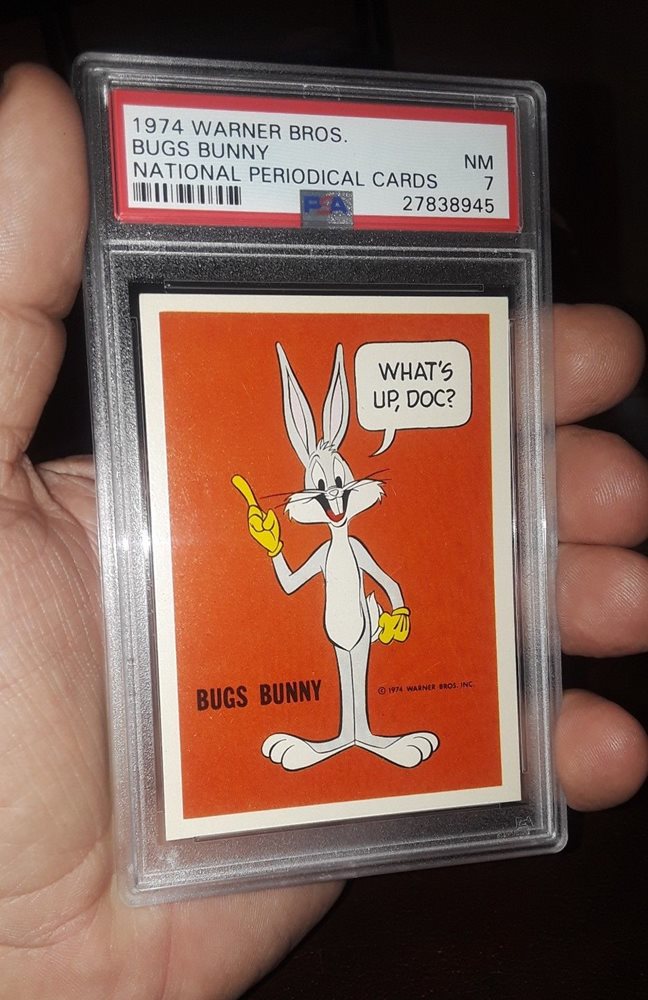 1974 WARNER BROS.
BUGS BUNNY NM
NATIONAL PERIODICAL CARDS 7
PSA 27838945
WHAT'S
UP, DOC?
BUGS BUNNY
© 1974 WARNER BROS. INC.